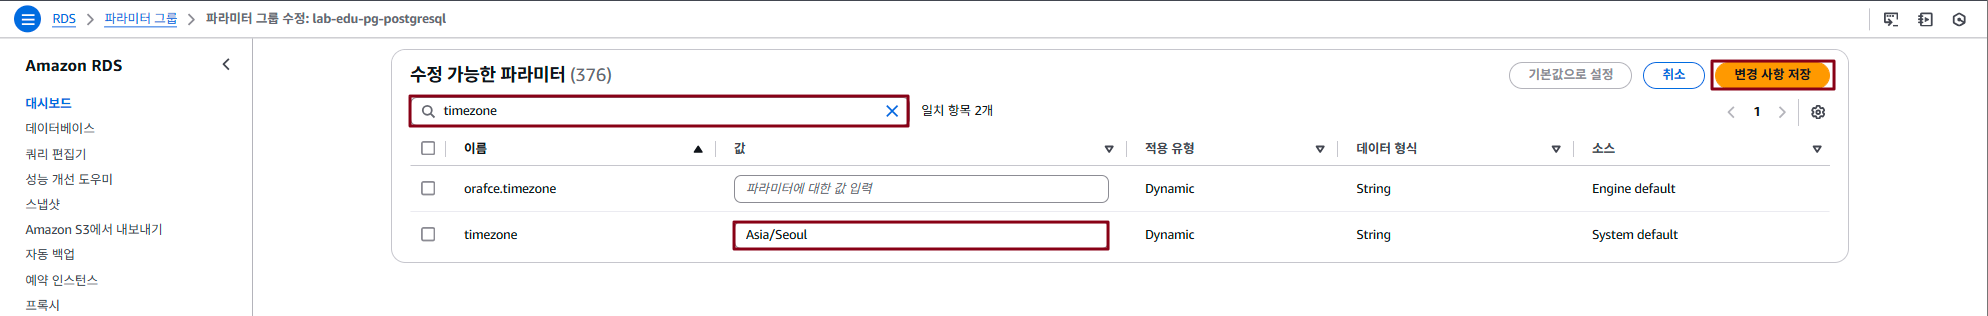 RDS > 파라미터 그룹 > 파라미터 그룹 수정: lab-edu-pg-postgresql
Amazon RDS
대시보드
데이터베이스
쿼리 편집기
성능 개선 도우미
스냅샷
Amazon S3에서 내보내기
자동 백업
예약 인스턴스
프록시
수정 가능한 파라미터 (376)
기본값으로 설정 취소 변경 사항 저장
timezone 일치 항목 2개 1
이름 값 적용 유형 데이터 형식 소스
orafce.timezone 파라미터에 대한 값 입력 Dynamic String Engine default
timezone Asia/Seoul Dynamic String System default